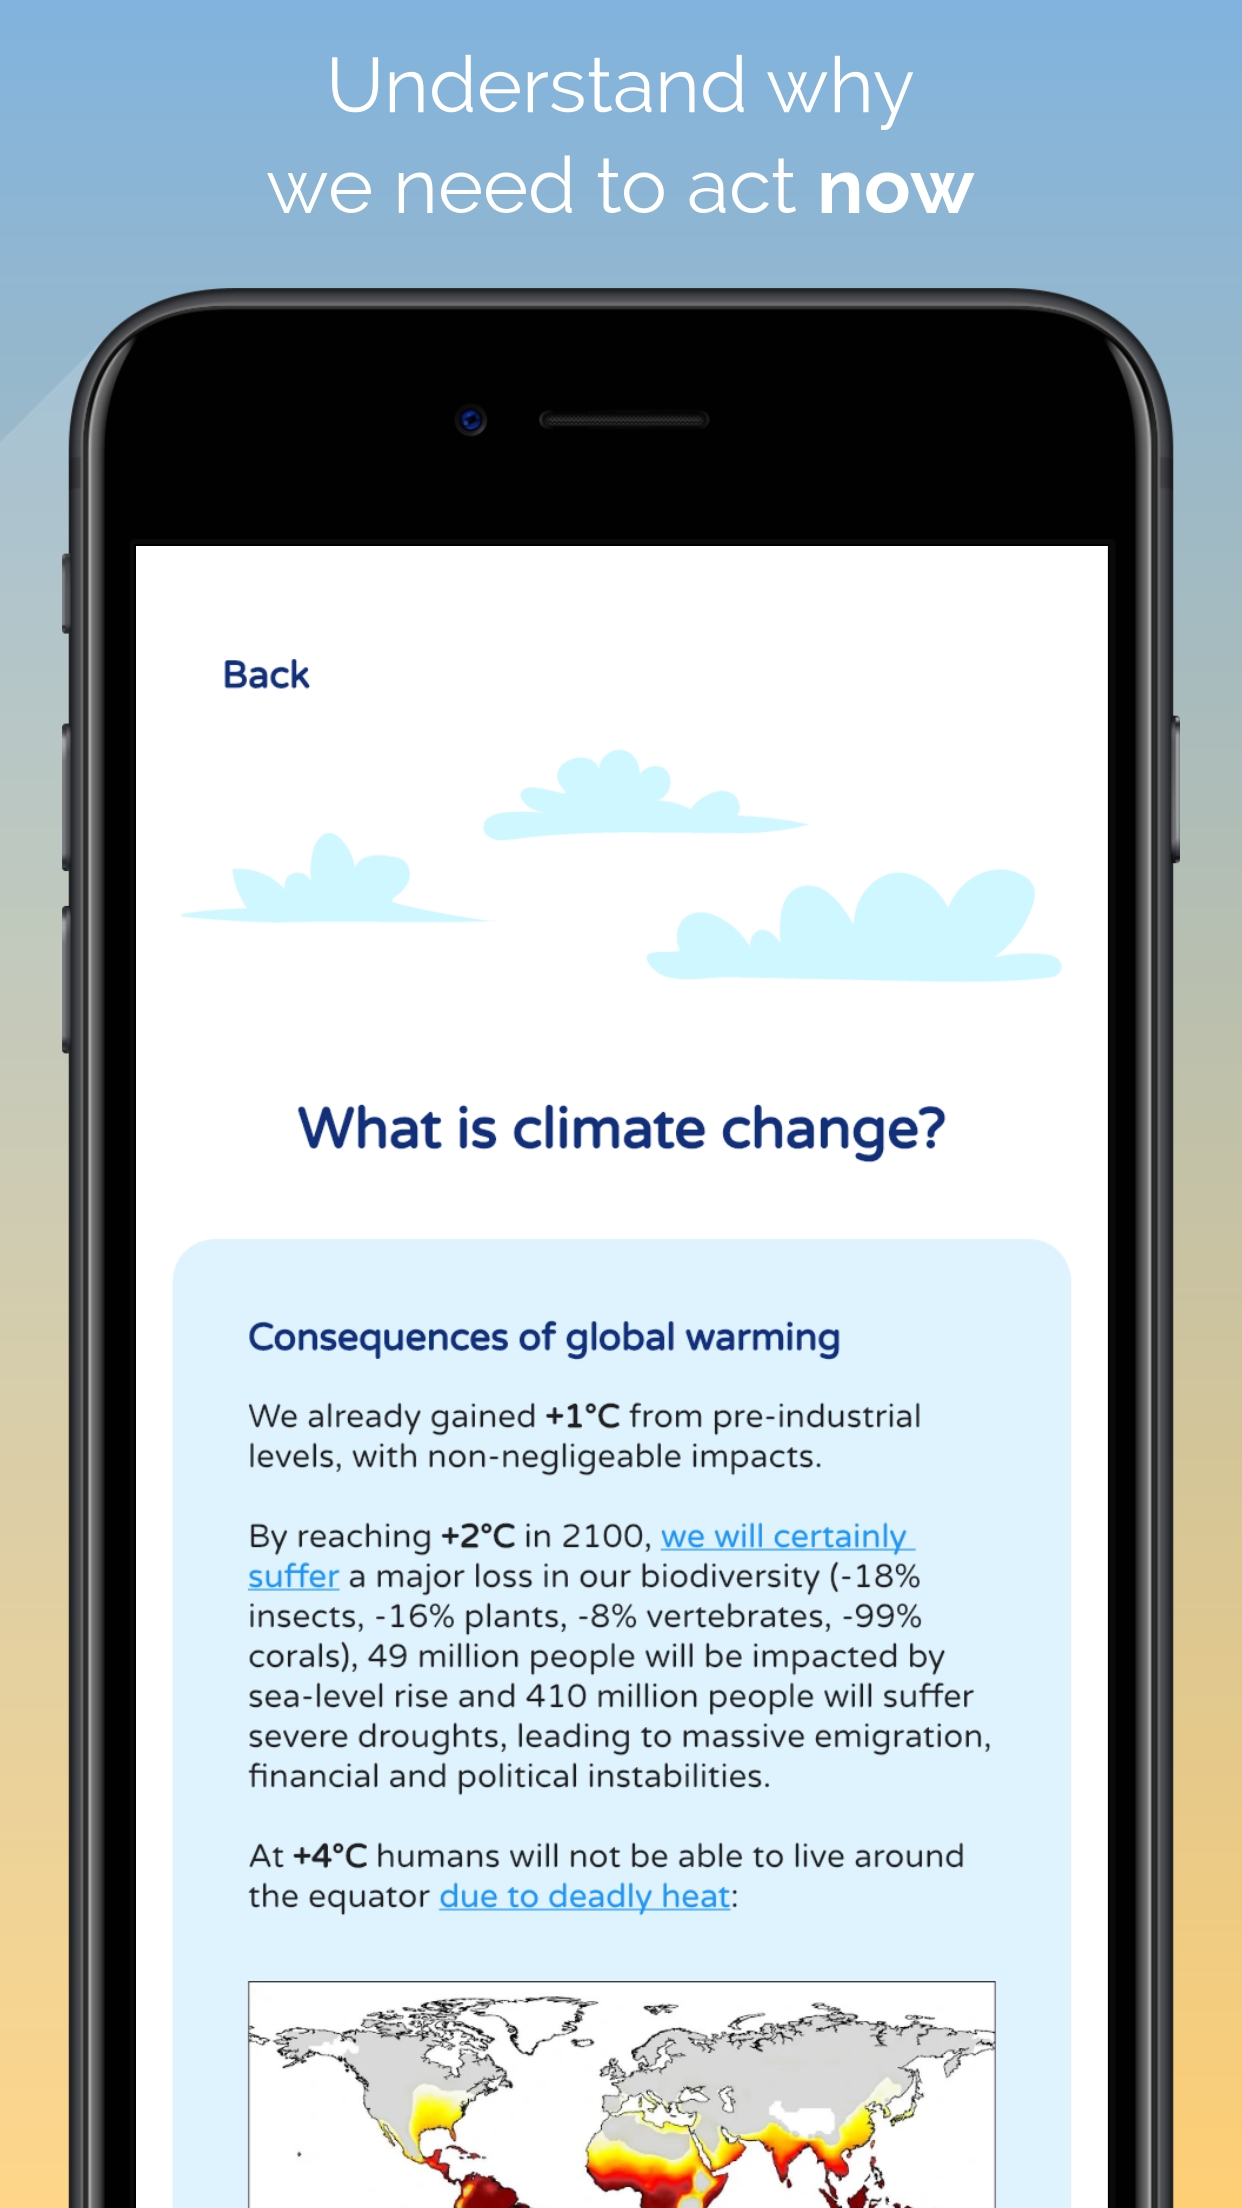 Understand why
we need to act now
Back
What is climate change?
Consequences of global warming
We already gained +1°C from pre-industrial
levels, with non-negligeable impacts.
By reaching +2°C in 2100, we will certainly
suffer a major loss in our biodiversity (-18%
insects, -16% plants, -8% vertebrates, -99%
corals), 49 million people will be impacted by
sea-level rise and 410 million people will suffer
severe droughts, leading to massive emigration,
financial and political instabilities.
At +4°C humans will not be able to live around
the equator due to deadly heat: